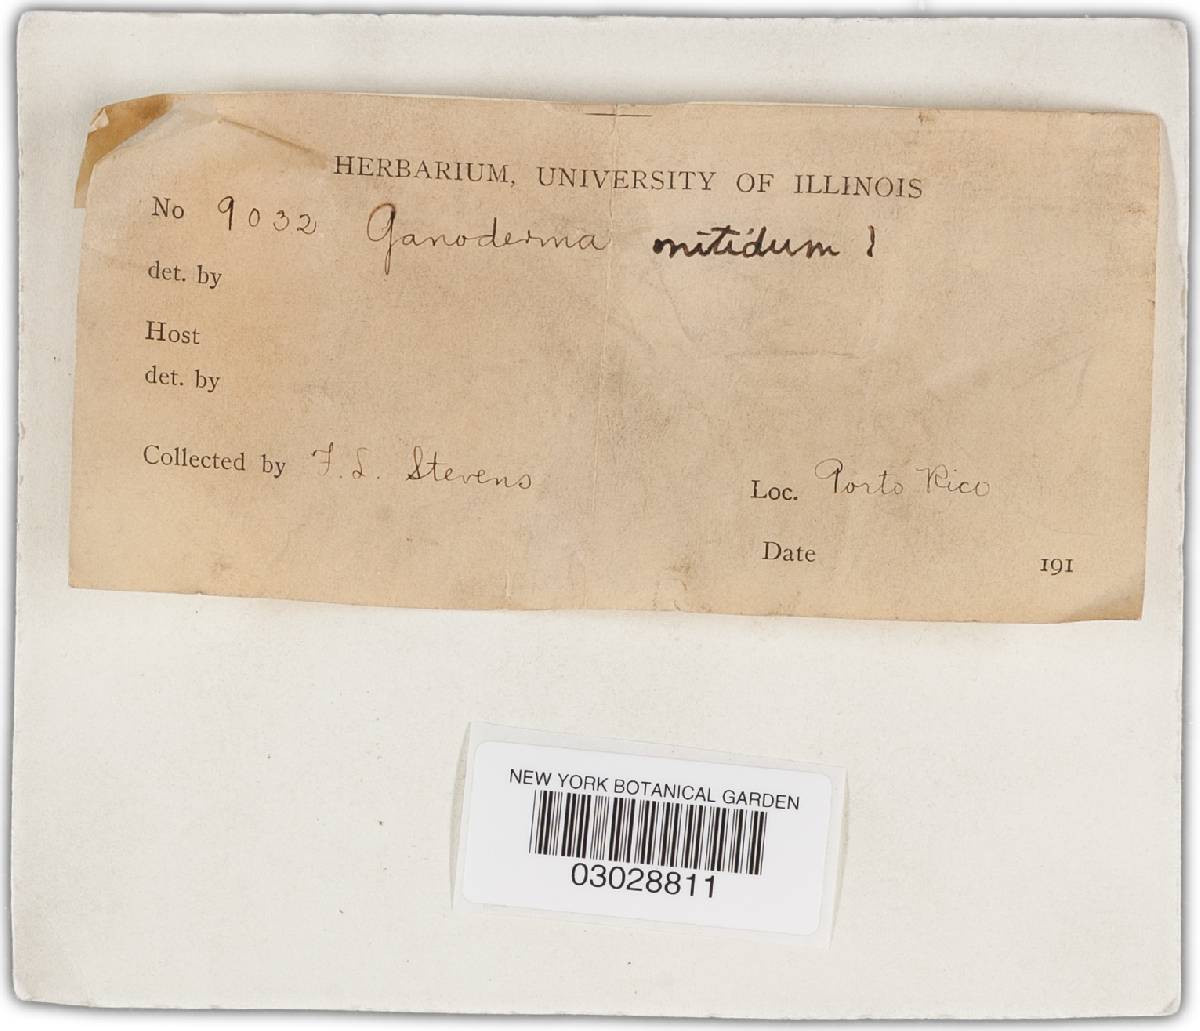 HERBARIUM, UNIVERSITY OF ILLINOIS
No 9032 Ganoderma nitidum !
det. by
Host
det. by
Collected by F. L. Stevens
Loc. Porto Rico
Date 191
NEW YORK BOTANICAL GARDEN
03028811